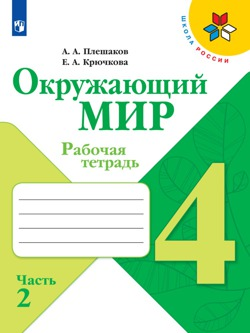 ШКОЛА РОССИИ
А. А. Плешаков
Е. А. Крючкова
Окружающий
МИР
Рабочая
тетрадь
4
Часть
2